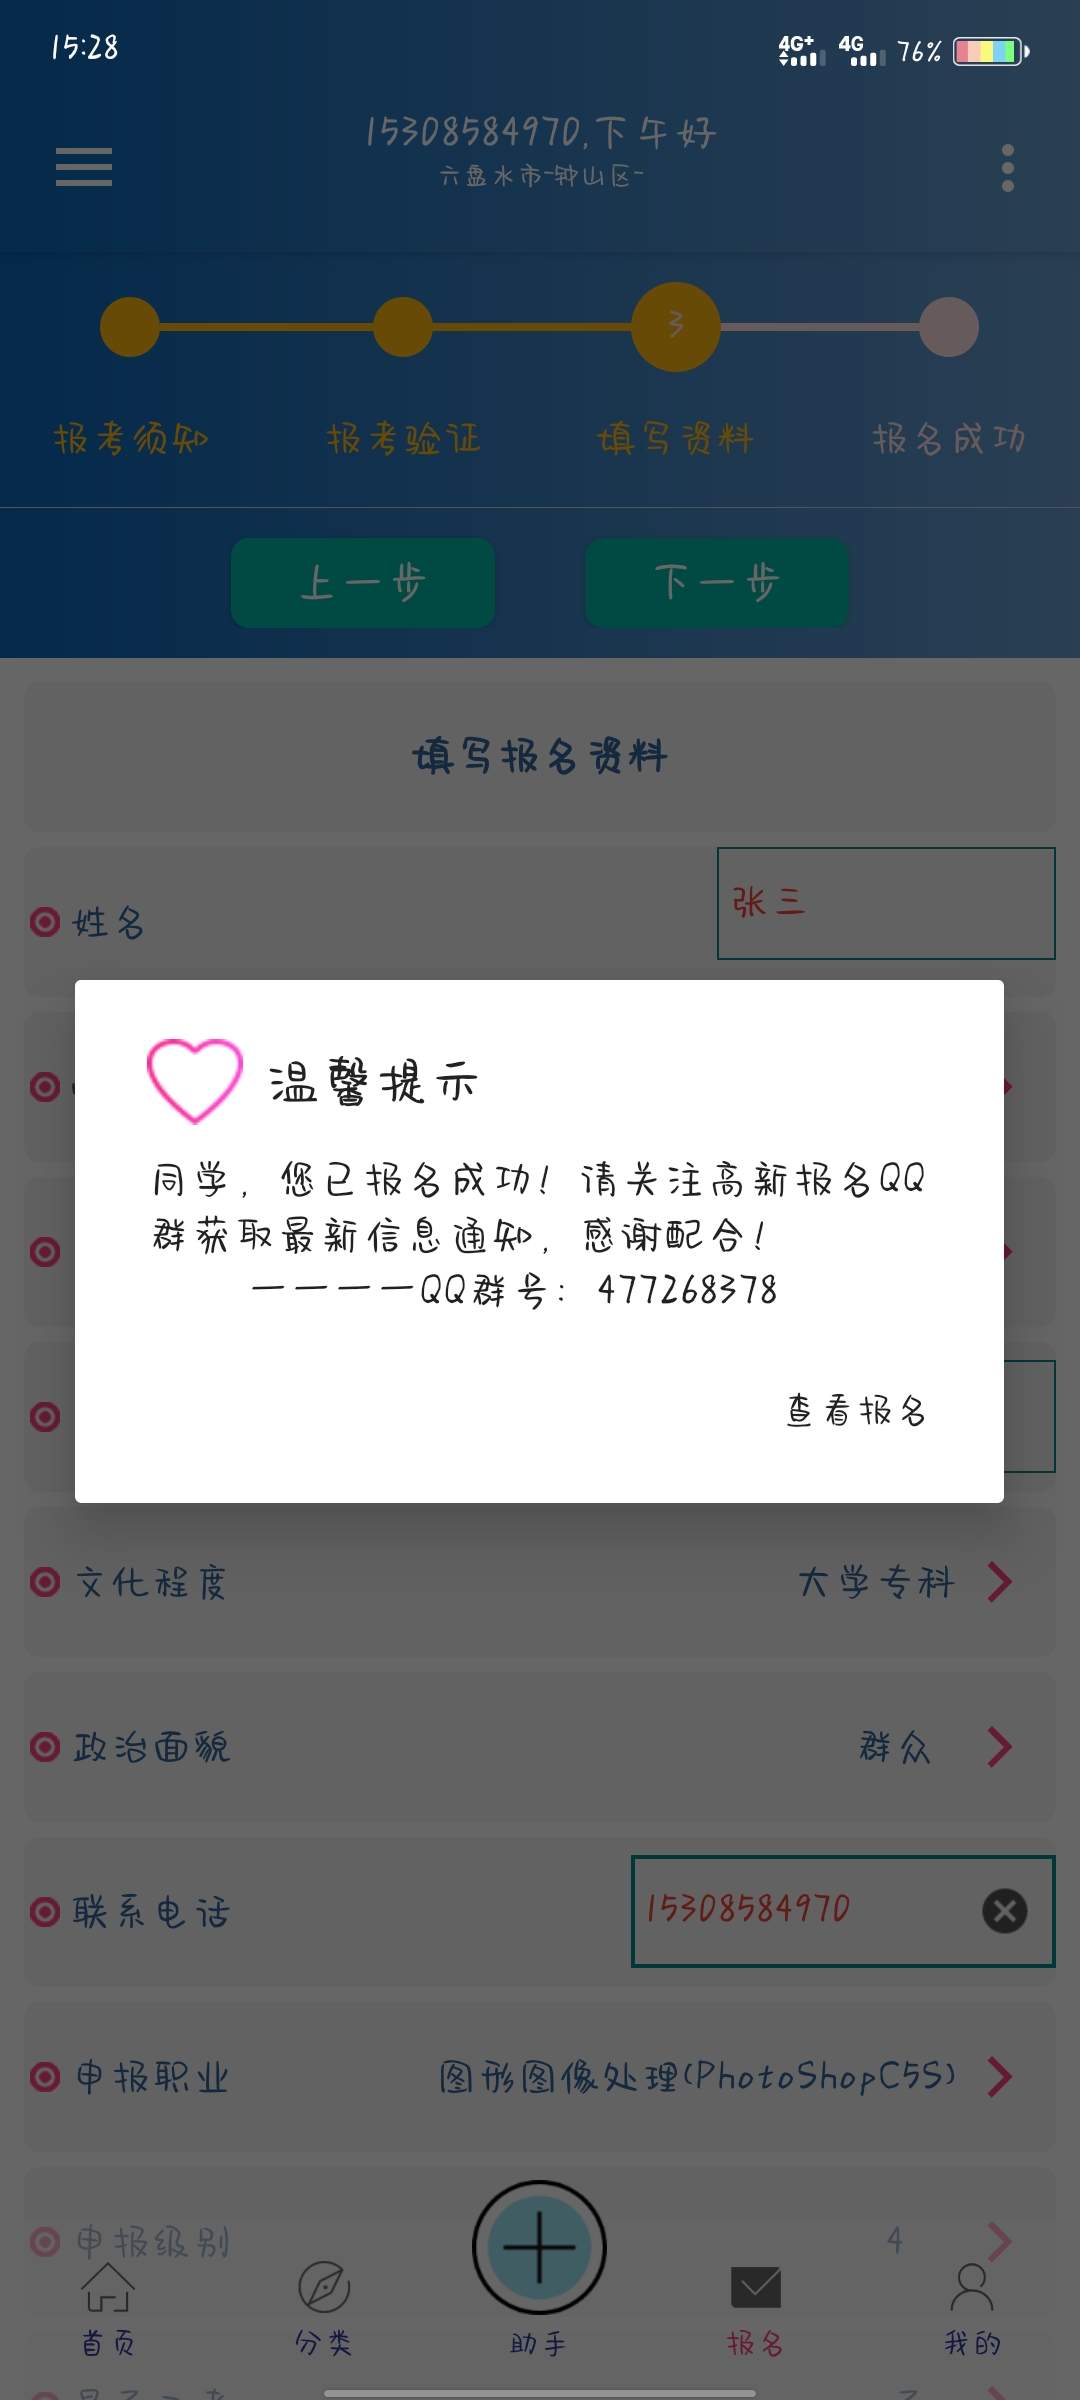 15:28
4G+ 4G 76%
15308584970,下午好
六盘水市-钟山区-
3
报考须知 报考验证 填写资料 报名成功
上一步 下一步
填写报名资料
姓名 张三
温馨提示
同学，您已报名成功！请关注高新报名QQ
群获取最新信息通知，感谢配合！
一一一一QQ群号：477268378
查看报名
文化程度 大学专科
政治面貌 群众
联系电话 15308584970
申报职业 图形图像处理(PhotoShopCS5)
申报级别 4
首页 分类 助手 报名 我的